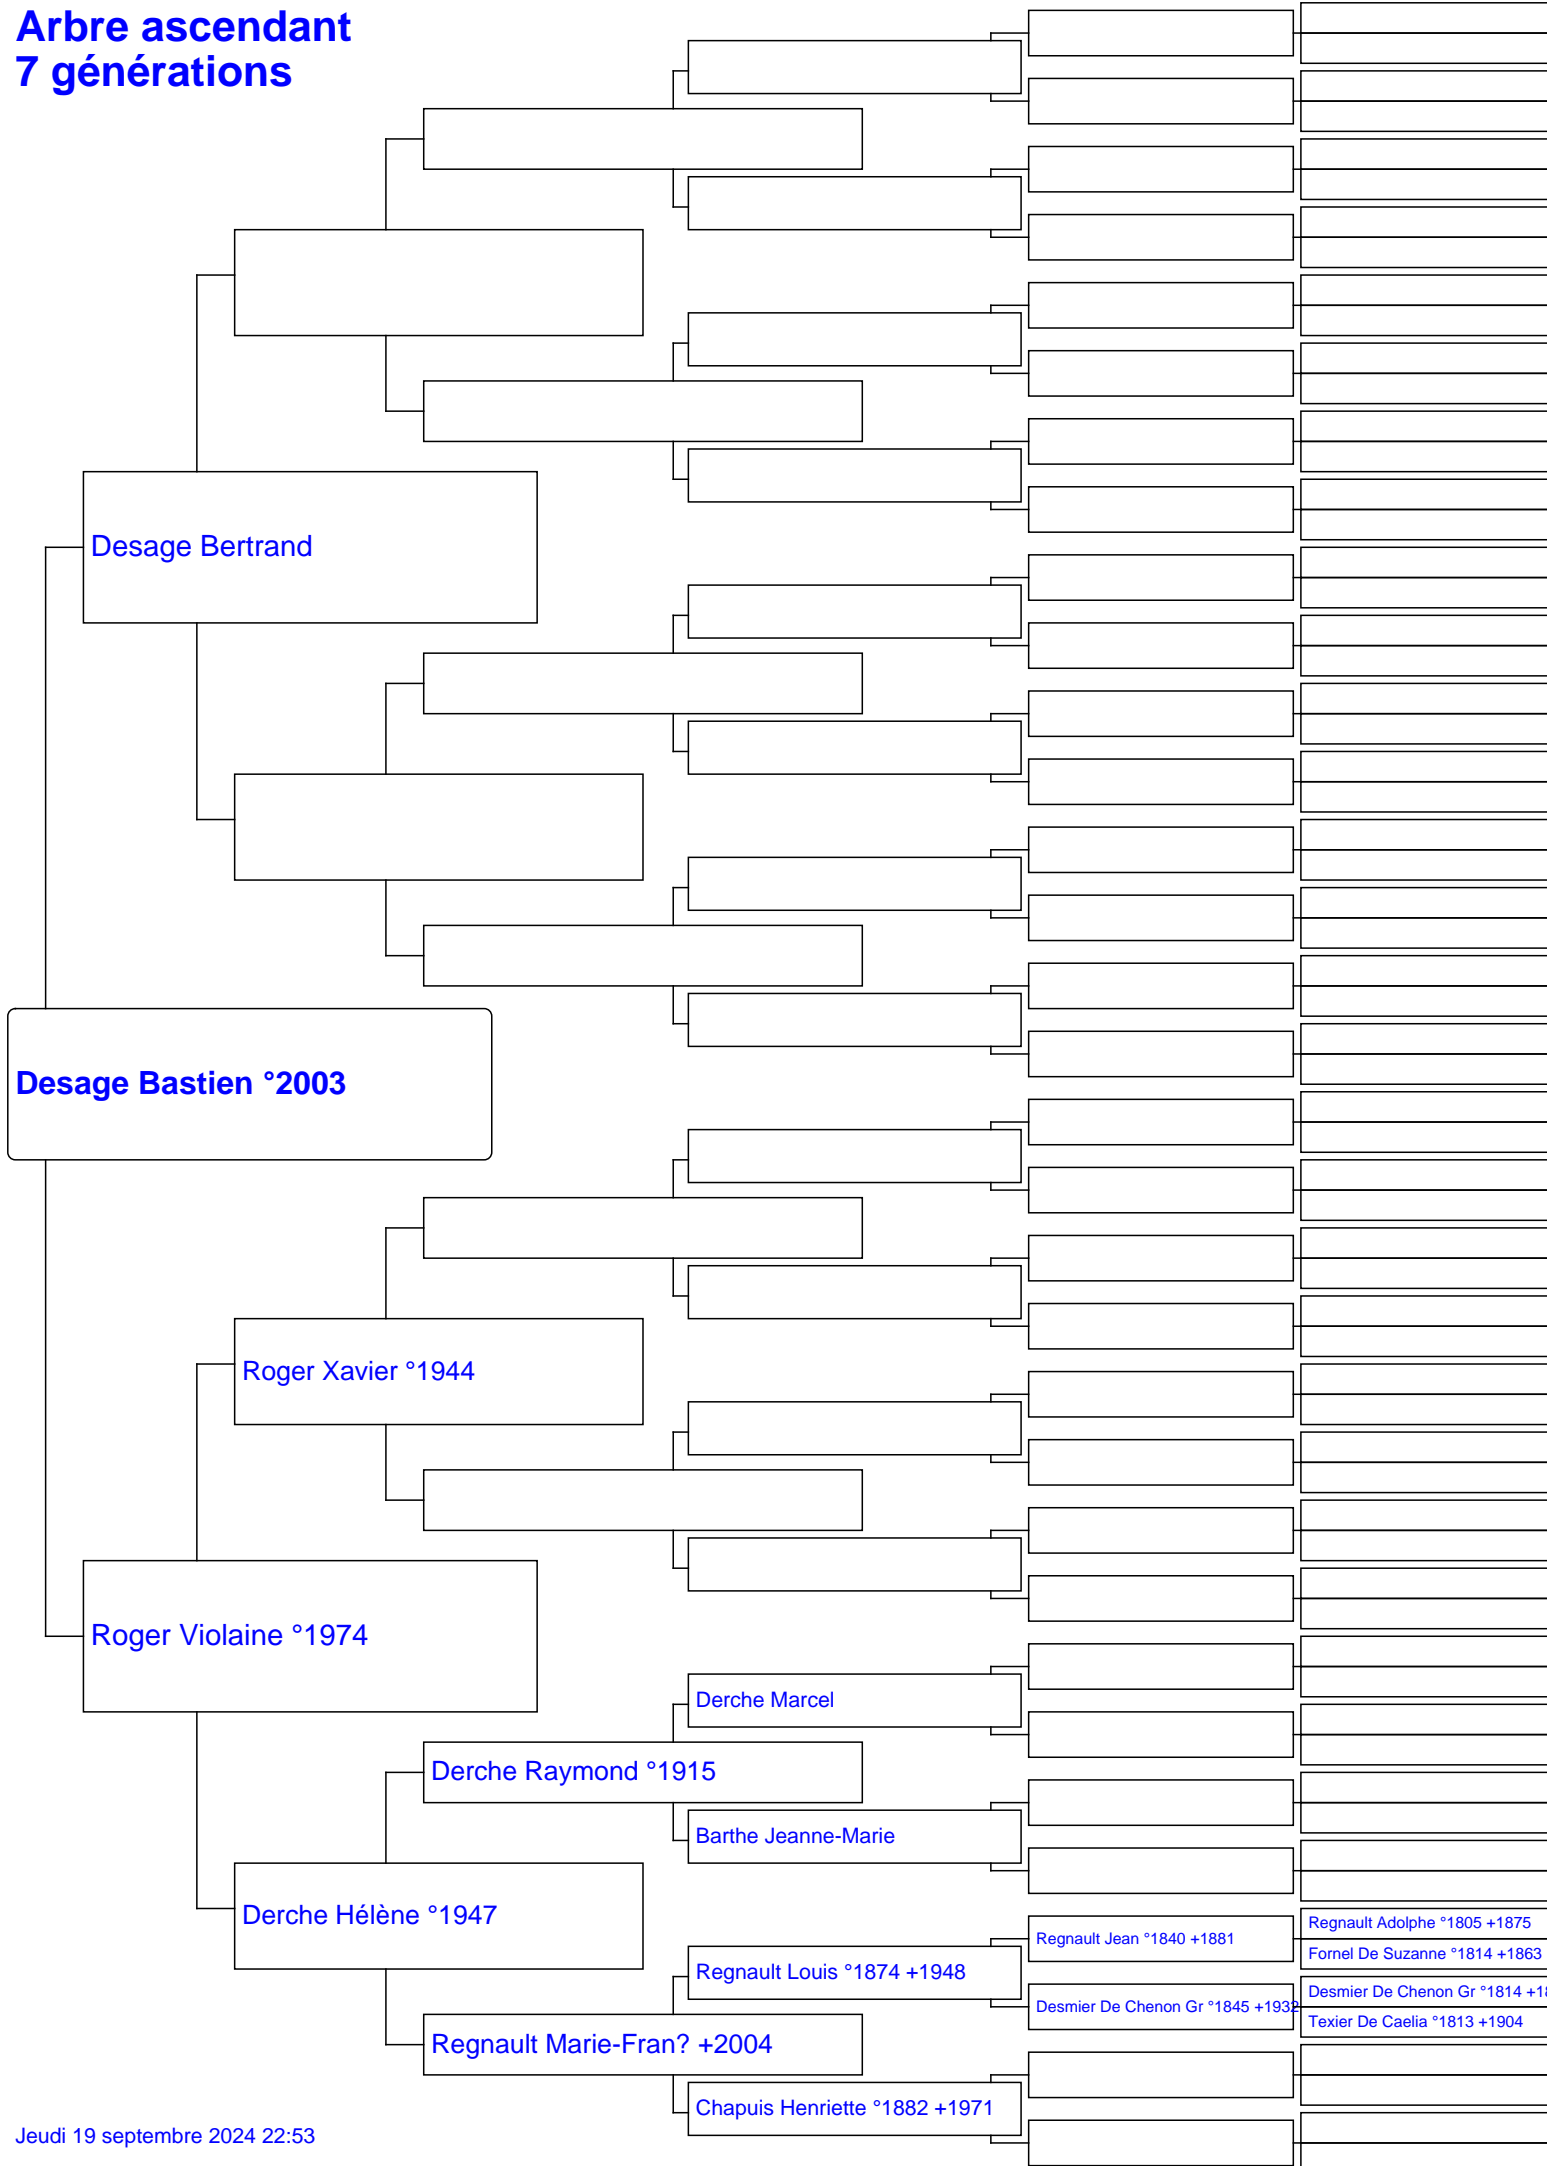 Arbre ascendant
7 générations
Desage Bertrand
Desage Bastien °2003
Roger Xavier °1944
Roger Violaine °1974
Derche Marcel
Derche Raymond °1915
Barthe Jeanne-Marie
Derche Hélène °1947
Regnault Adolphe °1805 +1875
Regnault Jean °1840 +1881
Fornel De Suzanne °1814 +1863
Regnault Louis °1874 +1948
Desmier De Chenon Gr °1814 +18
Desmier De Chenon Gr °1845 +1932
Texier De Caelia °1813 +1904
Regnault Marie-Fran? +2004
Chapuis Henriette °1882 +1971
Jeudi 19 septembre 2024 22:53